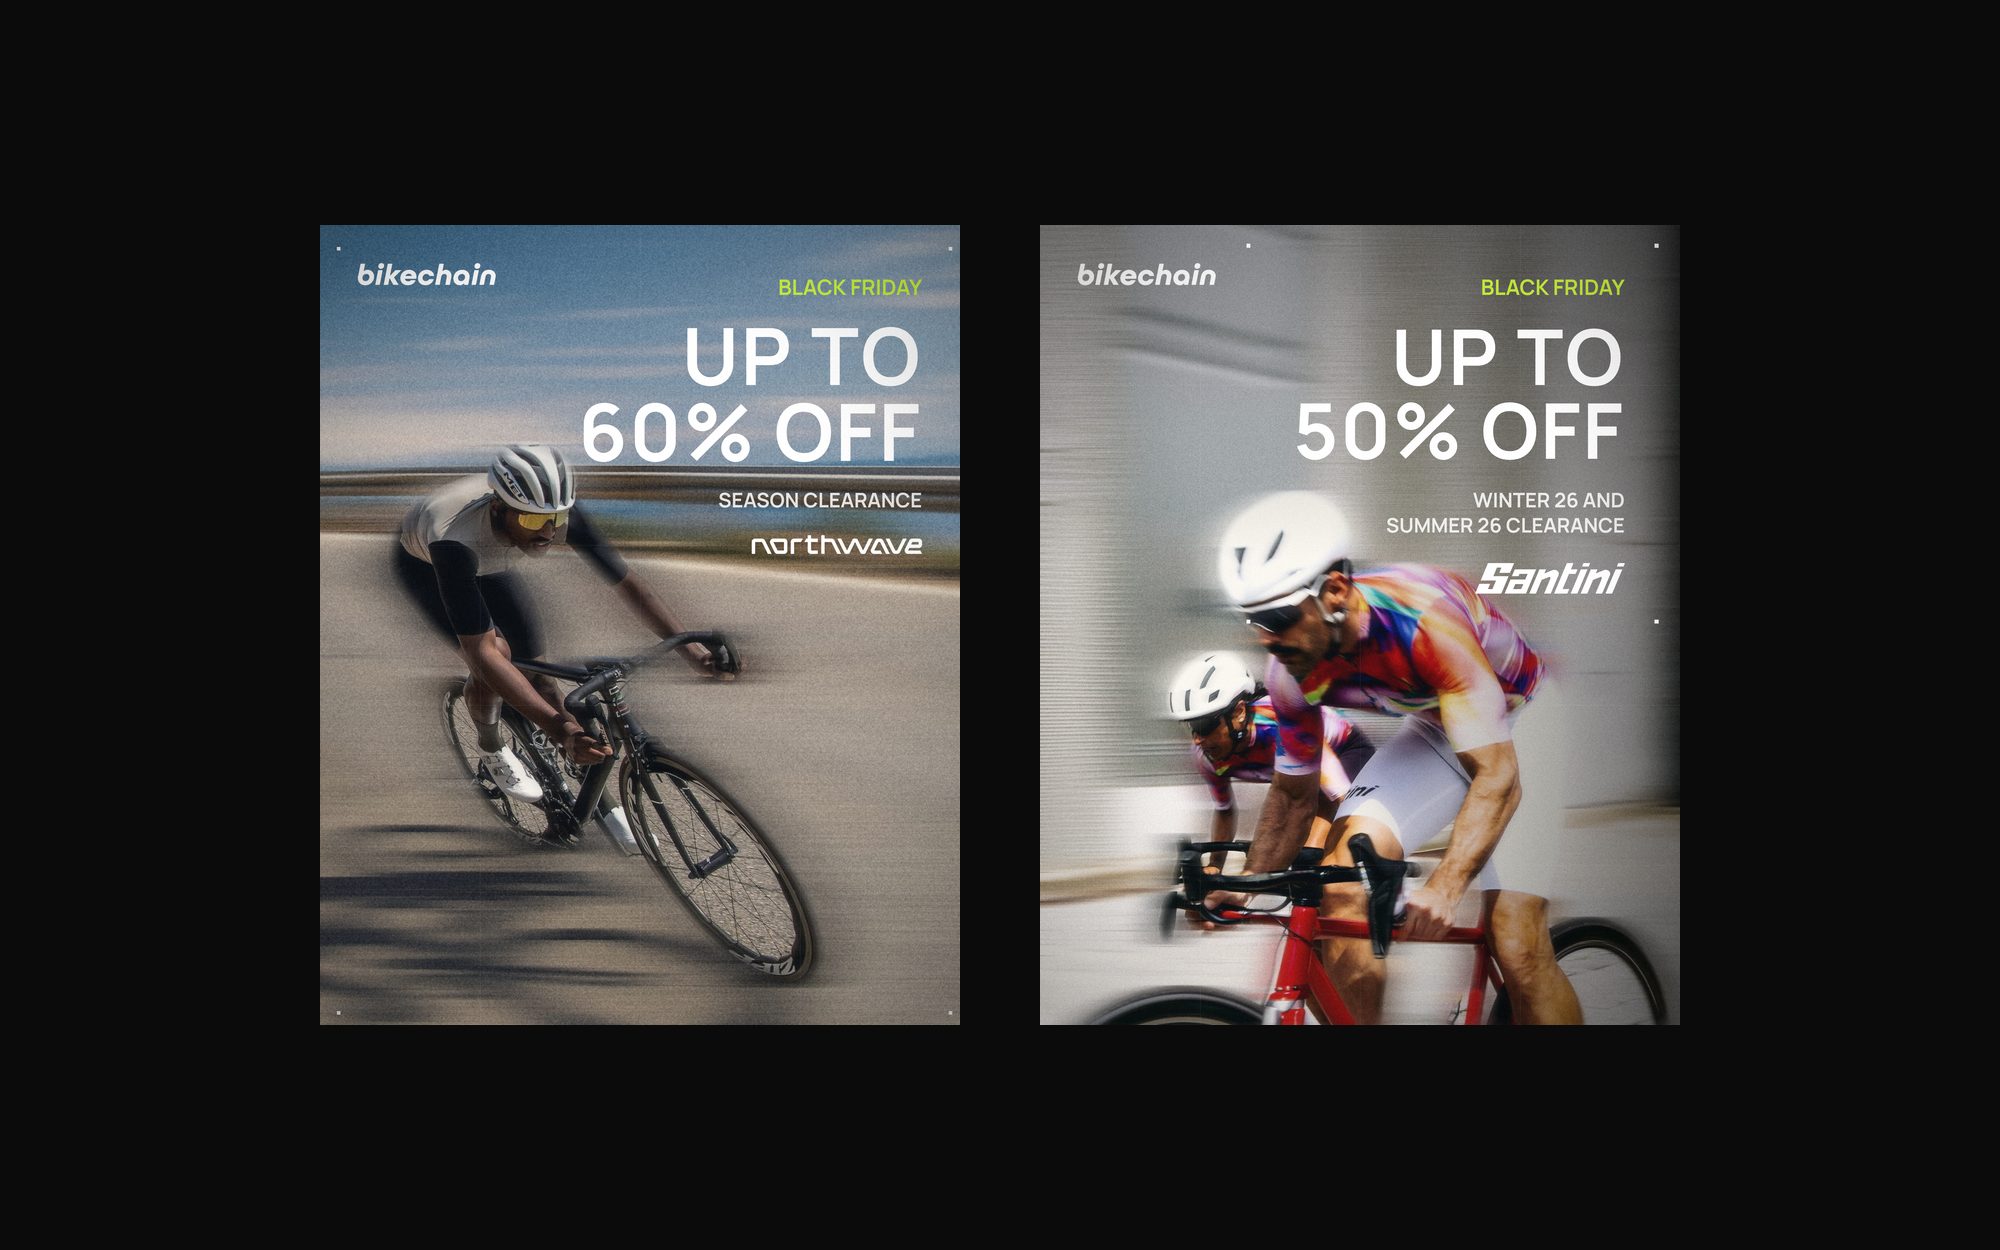 bikechain
BLACK FRIDAY
UP TO
60% OFF
SEASON CLEARANCE
northwave
MET
bikechain
BLACK FRIDAY
UP TO
50% OFF
WINTER 26 AND
SUMMER 26 CLEARANCE
Santini